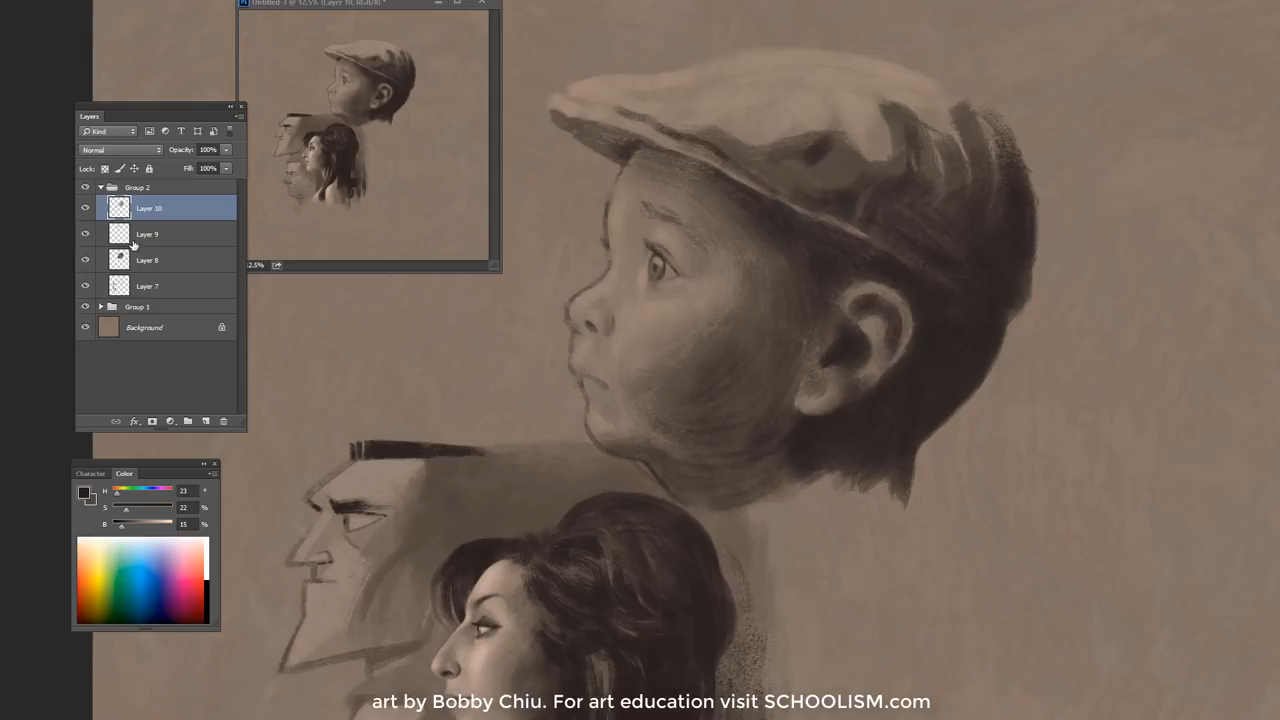 Untitled-3 @ 12.5% (Layer 10, RGB/8) *
Layers
Kind
Normal
Opacity: 100%
Lock:
Fill: 100%
Group 2
Layer 10
Layer 9
Layer 8
Layer 7
Group 1
Background
2.5%
Character
Color
H 23 °
S 22 %
B 15 %
art by Bobby Chiu. For art education visit SCHOOLISM.com